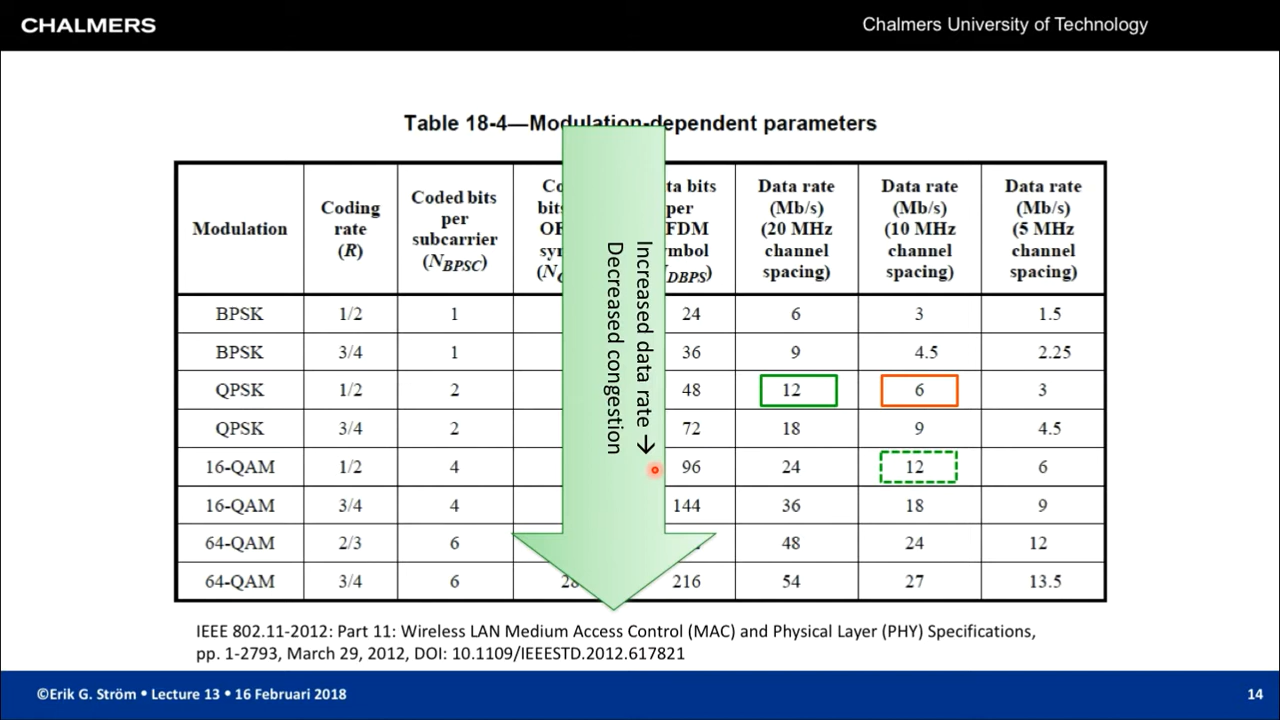 CHALMERS
Chalmers University of Technology
Table 18-4—Modulation-dependent parameters
Modulation
Coding
rate
(R)
Coded bits
per
subcarrier
(NBPSC)
Data rate
(Mb/s)
(20 MHz
channel
spacing)
Data rate
(Mb/s)
(10 MHz
channel
spacing)
Data rate
(Mb/s)
(5 MHz
channel
spacing)
bits
per
Increased data rate →
Decreased congestion
BPSK 1/2 1 24 6 3 1.5
BPSK 3/4 1 36 9 4.5 2.25
QPSK 1/2 2 48 12 6 3
QPSK 3/4 2 72 18 9 4.5
16-QAM 1/2 4 96 24 12 6
16-QAM 3/4 4 144 36 18 9
64-QAM 2/3 6 48 24 12
64-QAM 3/4 6 216 54 27 13.5
IEEE 802.11-2012: Part 11: Wireless LAN Medium Access Control (MAC) and Physical Layer (PHY) Specifications,
pp. 1-2793, March 29, 2012, DOI: 10.1109/IEEESTD.2012.617821
©Erik G. Ström • Lecture 13 • 16 Februari 2018
14